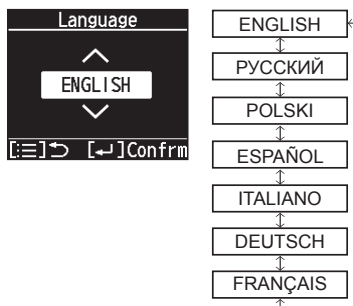 Language
ENGLISH
[≔]⮌ [↵]Confrm
ENGLISH
РУССКИЙ
POLSKI
ESPAÑOL
ITALIANO
DEUTSCH
FRANÇAIS